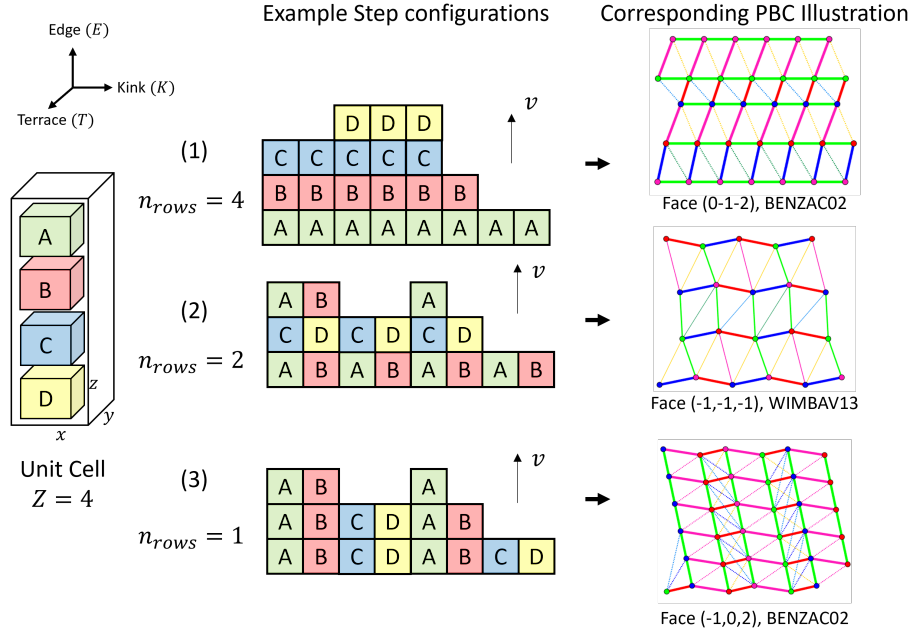 Example Step configurations
Corresponding PBC Illustration
Edge (E)
Kink (K)
Terrace (T)
(1)
n_rows = 4
v
D D D
C C C C C
B B B B B B
A A A A A A A A
Face (0-1-2), BENZAC02
A
B
C
D
z
y
x
Unit Cell
Z = 4
(2)
n_rows = 2
v
A B A
C D C D C D
A B A B A B A B
Face (-1,-1,-1), WIMBAV13
(3)
n_rows = 1
v
A B A
A B C D A B
A B C D A B C D
Face (-1,0,2), BENZAC02